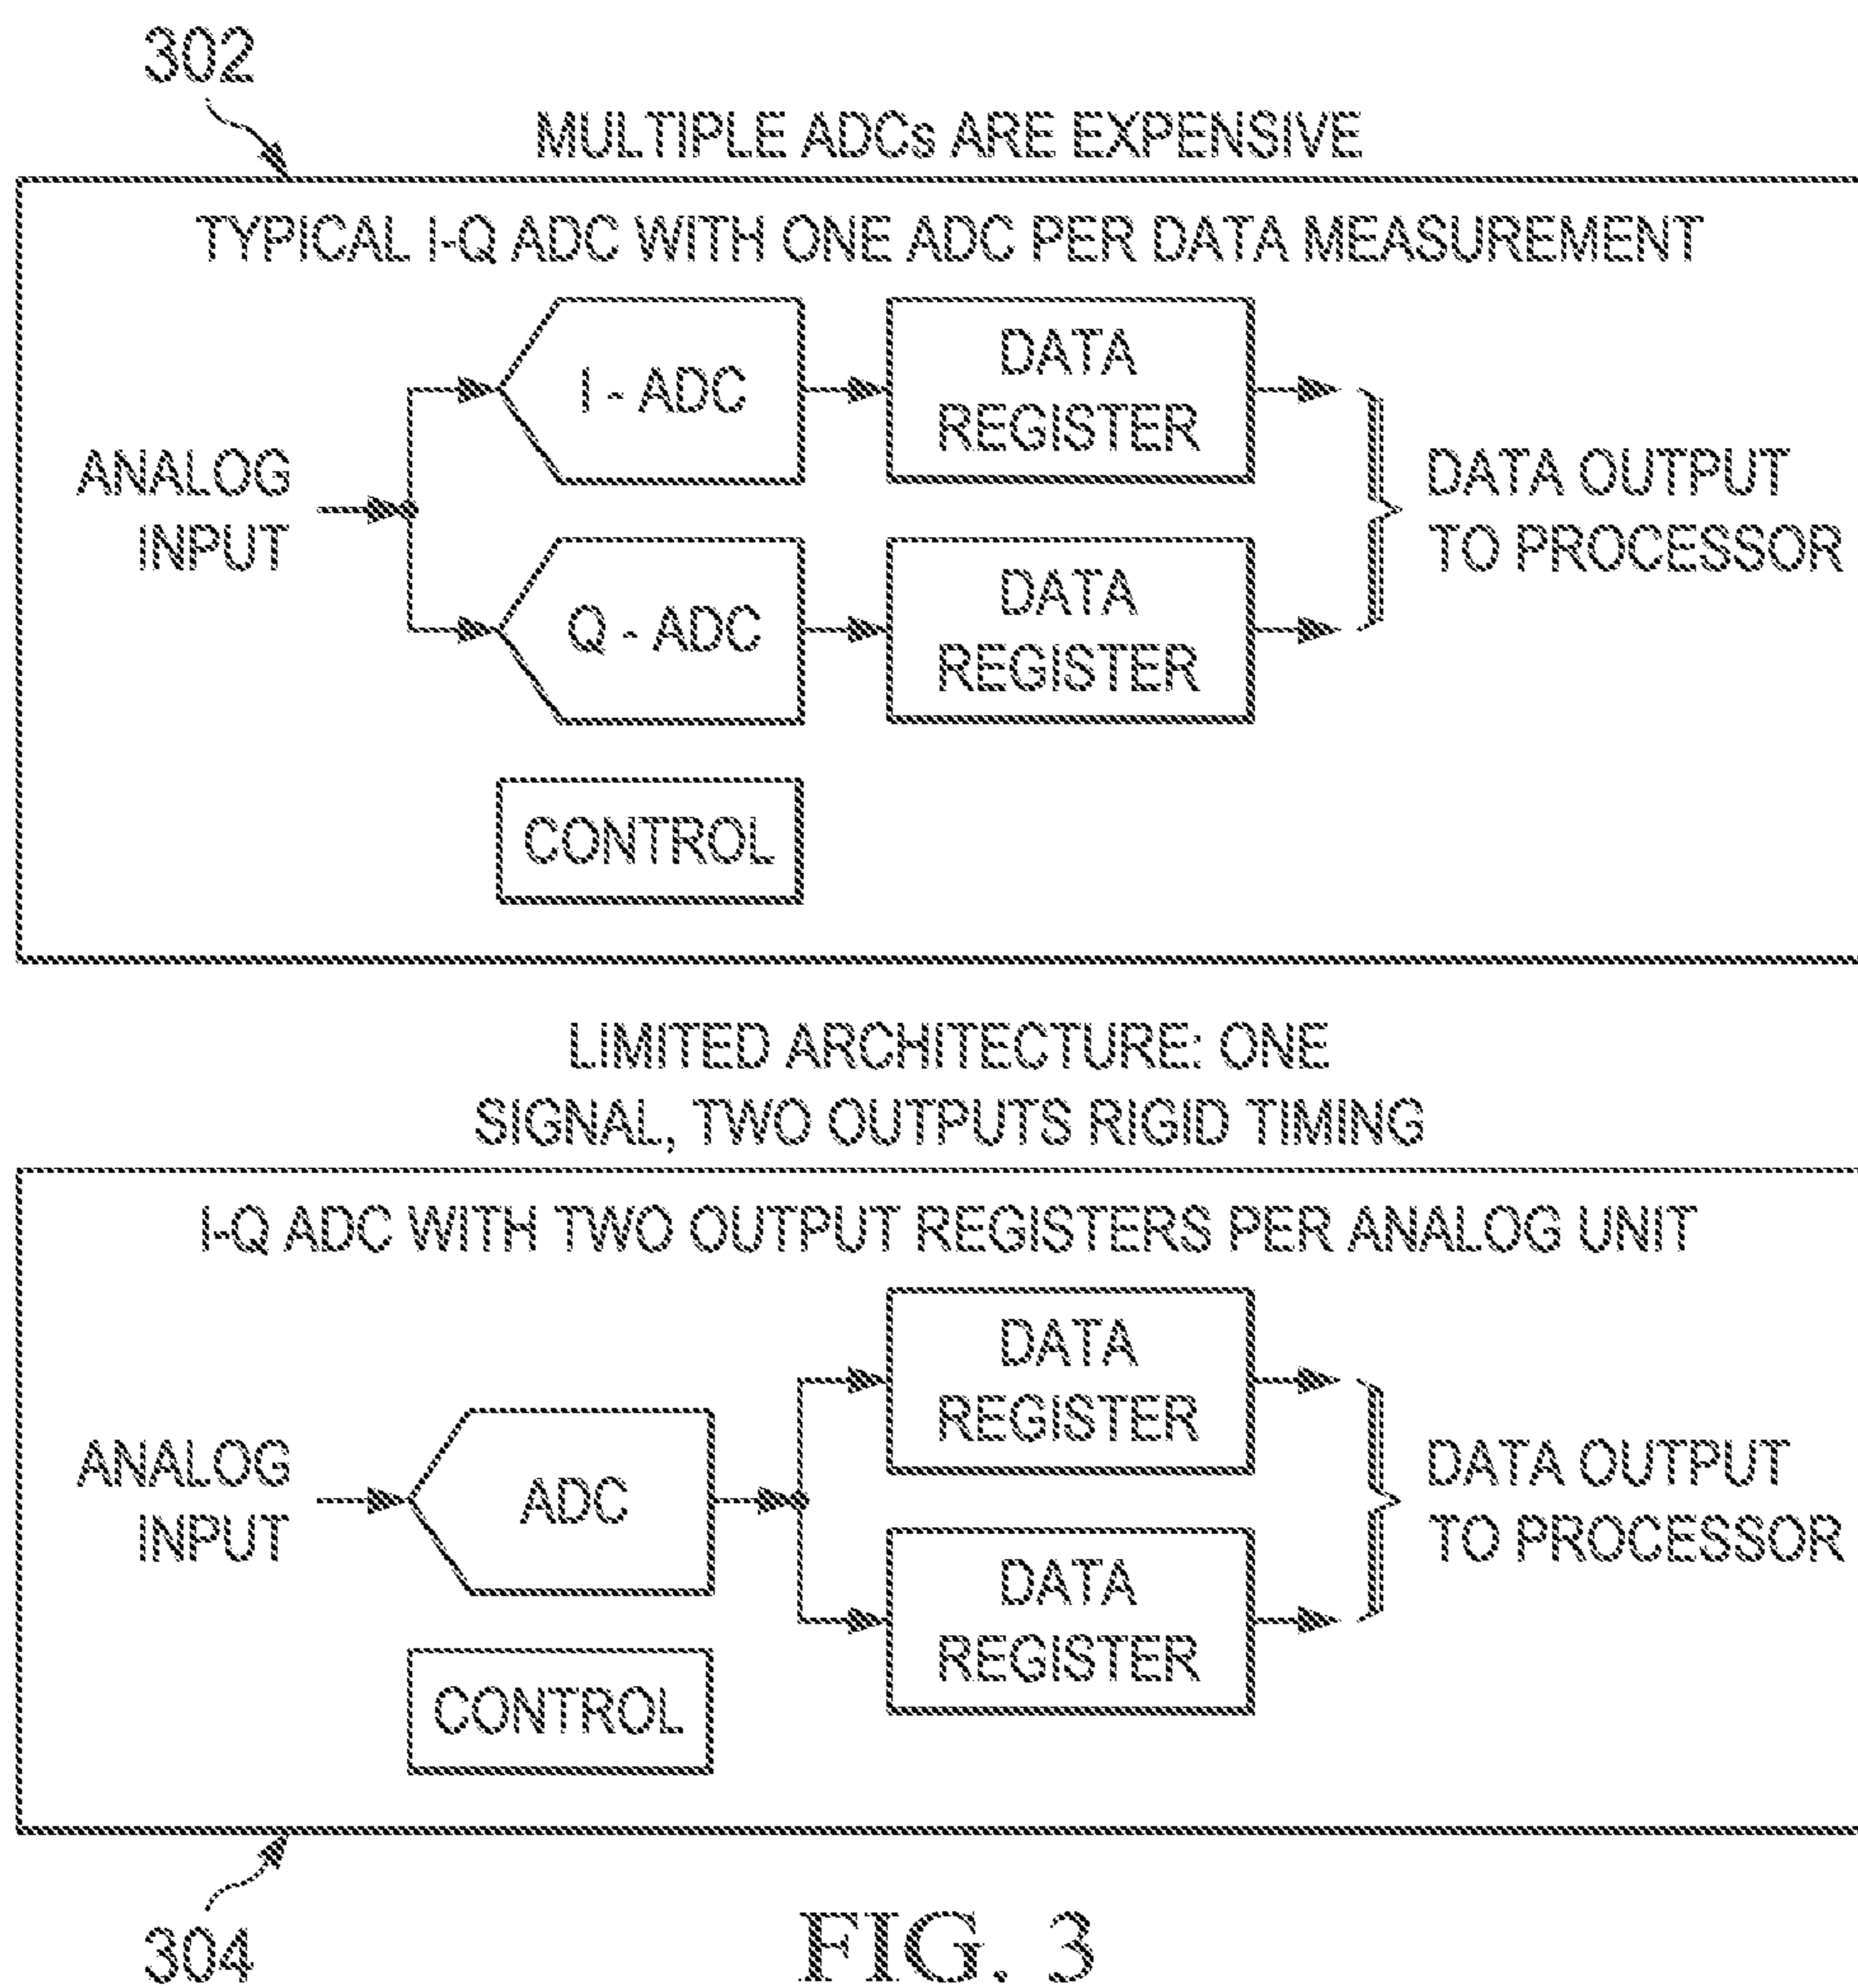 302
MULTIPLE ADCs ARE EXPENSIVE
TYPICAL I-Q ADC WITH ONE ADC PER DATA MEASUREMENT
ANALOG
INPUT
I - ADC
DATA
REGISTER
Q - ADC
DATA
REGISTER
DATA OUTPUT
TO PROCESSOR
CONTROL
LIMITED ARCHITECTURE: ONE
SIGNAL, TWO OUTPUTS RIGID TIMING
I-Q ADC WITH TWO OUTPUT REGISTERS PER ANALOG UNIT
ANALOG
INPUT
ADC
DATA
REGISTER
DATA
REGISTER
DATA OUTPUT
TO PROCESSOR
CONTROL
304
FIG. 3